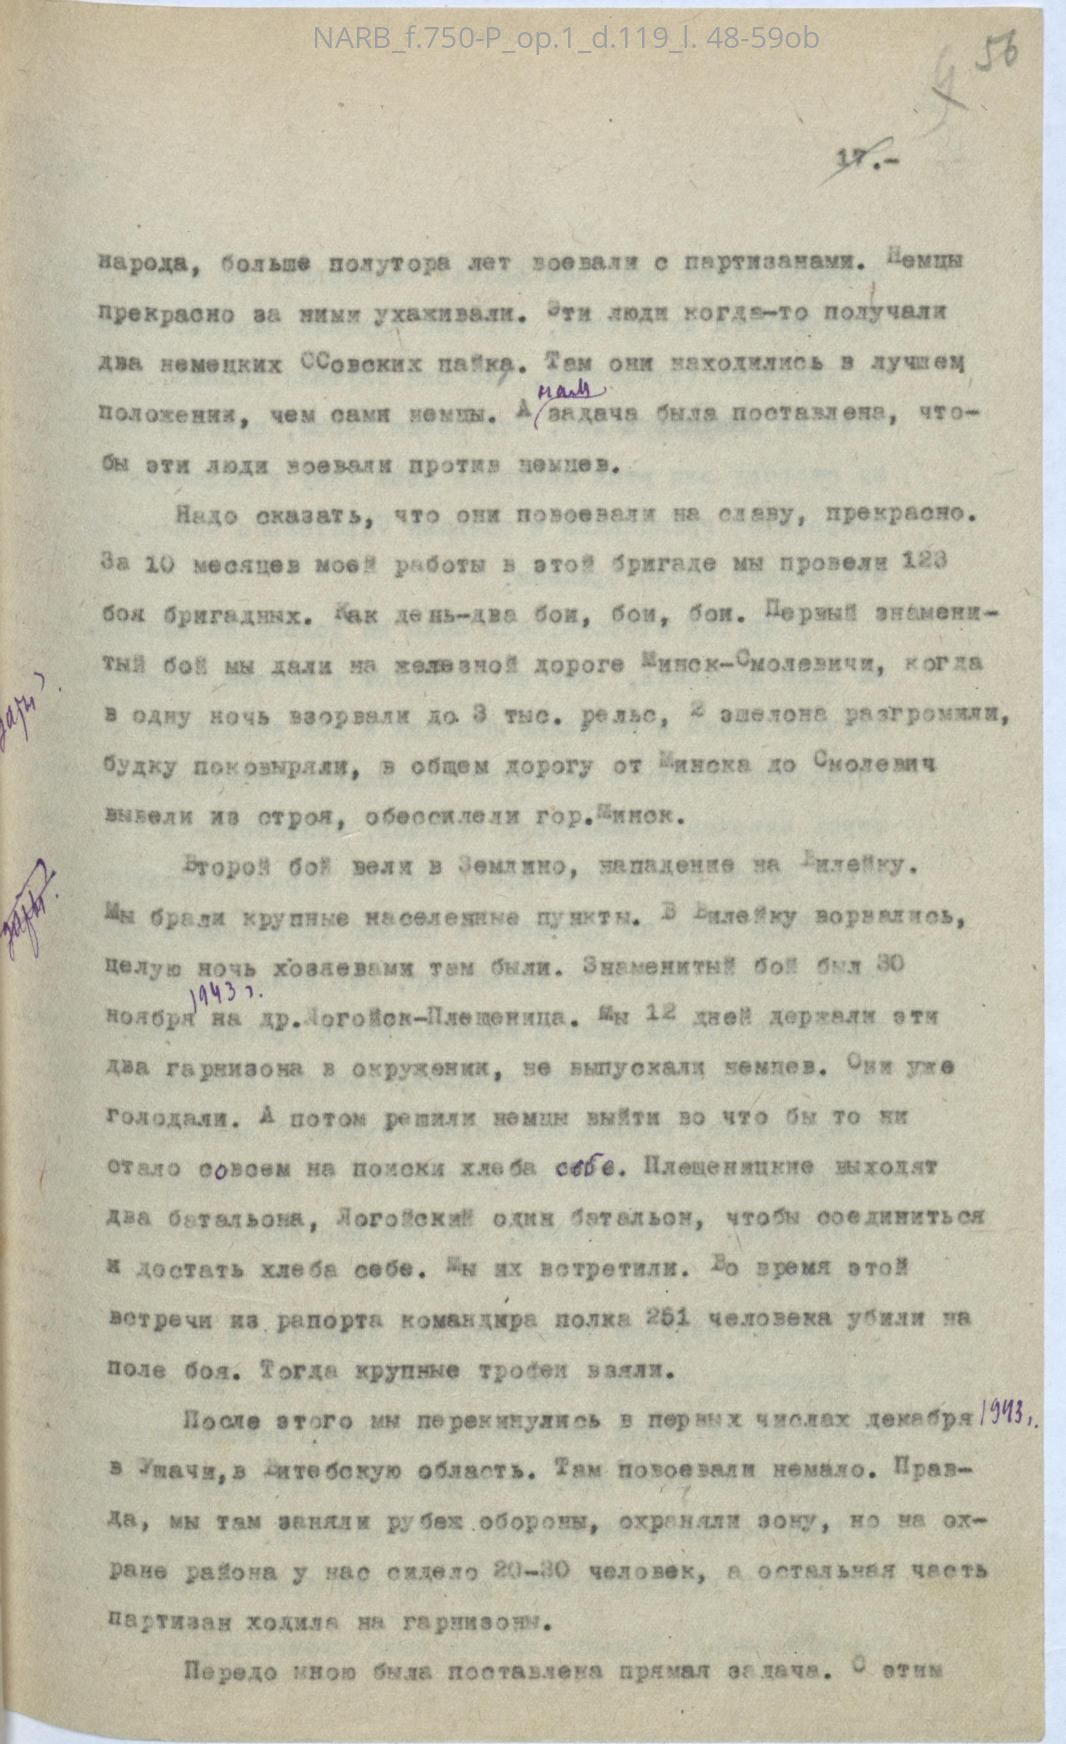 NARB_f.750-P_op.1_d.119_l. 48-59ob
56
17.-
народа, больше полутора лет воевали с партизанами. Немцы
прекрасно за ними ухаживали. Эти люди когда-то получали
два немецких ССовских пайка. Там они находились в лучшем
нам
положении, чем сами немцы. А задача была поставлена, что-
бы эти люди воевали против немцев.
Надо сказать, что они повоевали на славу, прекрасно.
За 10 месяцев моей работы в этой бригаде мы провели 123
боя бригадных. Как день-два бои, бои, бои. Первый знамени-
тый бой мы дали на железной дороге Минск-Смолевичи, когда
в одну ночь взорвали до 3 тыс. рельс, 2 эшелона разгромили,
будку поковыряли, в общем дорогу от Минска до Смолевич
вывели из строя, обессилели гор.Минск.
Второй бой вели в Землино, нападение на Вилейку.
Мы брали крупные населенные пункты. В Вилейку ворвались,
целую ночь хозяевами там были. Знаменитый бой был 30
1943 г.
ноября на др.Логойск-Плещеница. Мы 12 дней держали эти
два гарнизона в окружении, не выпускали немцев. Они уже
голодали. А потом решили немцы выйти во что бы то ни
стало совсем на поиски хлеба себе. Плещеницкие выходят
два батальона, Логойский один батальон, чтобы соединиться
и достать хлеба себе. Мы их встретили. Во время этой
встречи из рапорта командира полка 251 человека убили на
поле боя. Тогда крупные трофеи взяли.
После этого мы перекинулись в первых числах декабря 1943г.
в Ушачи, в Витебскую область. Там повоевали немало. Прав-
да, мы там заняли рубеж обороны, охраняли зону, но на ох-
ране района у нас сидело 20-30 человек, а остальная часть
партизан ходила на гарнизоны.
Передо мною была поставлена прямая задача. С этим